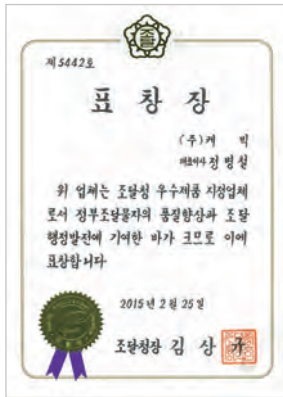 조달
제5442호
표창장
(주)케빅
대표이사 정병설
위 업체는 조달청 우수제품 지정업체
로서 정부조달물자의 품질향상과 조달
행정발전에 기여한 바가 크므로 이에
표창합니다
2015년 2월 25일
조달청장 김상규